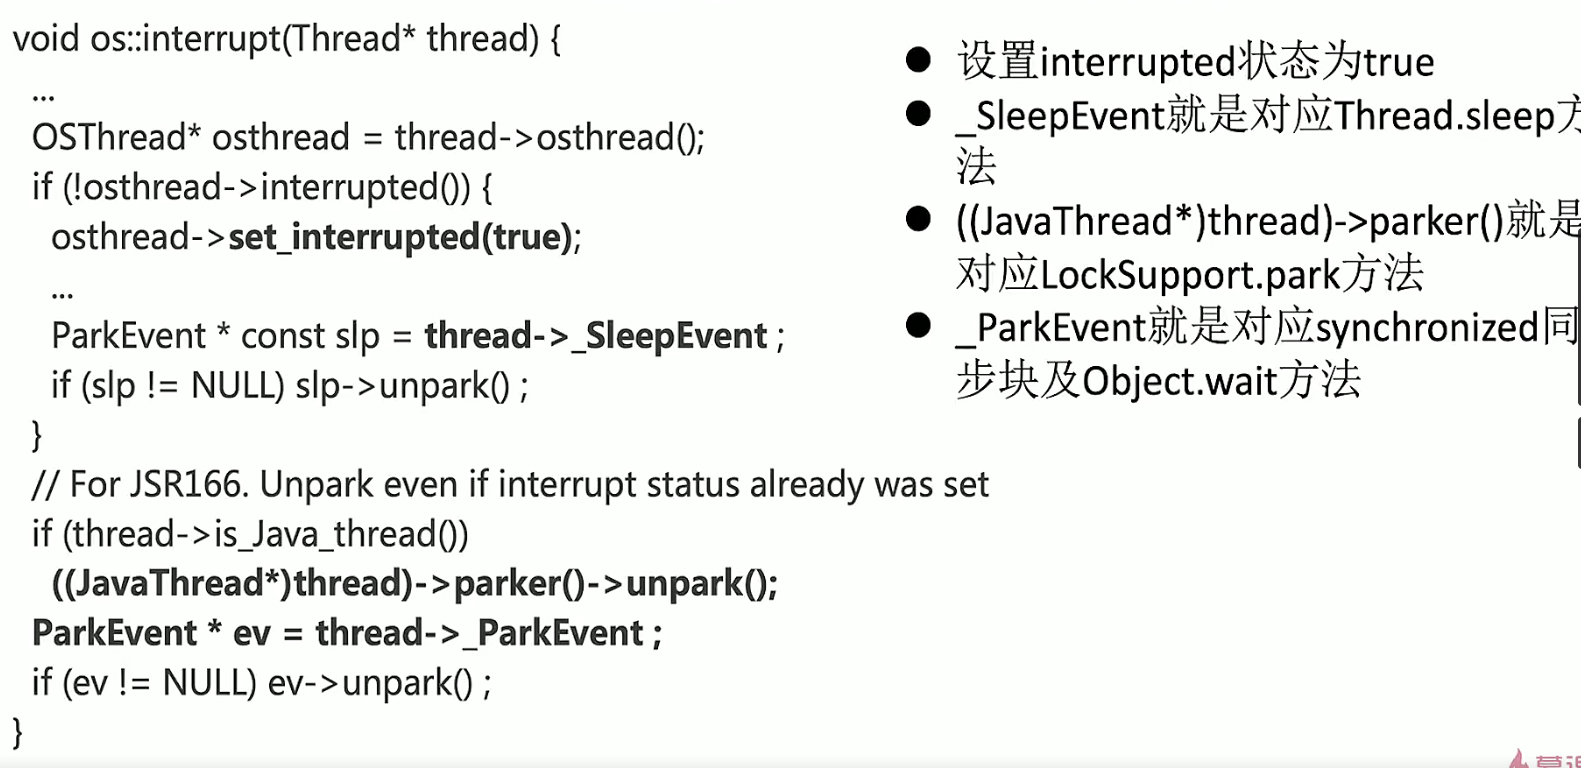 void os::interrupt(Thread* thread) {
...
OSThread* osthread = thread->osthread();
if (!osthread->interrupted()) {
osthread->set_interrupted(true);
...
ParkEvent * const slp = thread->_SleepEvent ;
if (slp != NULL) slp->unpark() ;
}
// For JSR166. Unpark even if interrupt status already was set
if (thread->is_Java_thread())
((JavaThread*)thread)->parker()->unpark();
ParkEvent * ev = thread->_ParkEvent ;
if (ev != NULL) ev->unpark() ;
}
● 设置interrupted状态为true
● _SleepEvent就是对应Thread.sleep方
法
● ((JavaThread*)thread)->parker()就是
对应LockSupport.park方法
● _ParkEvent就是对应synchronized同
步块及Object.wait方法